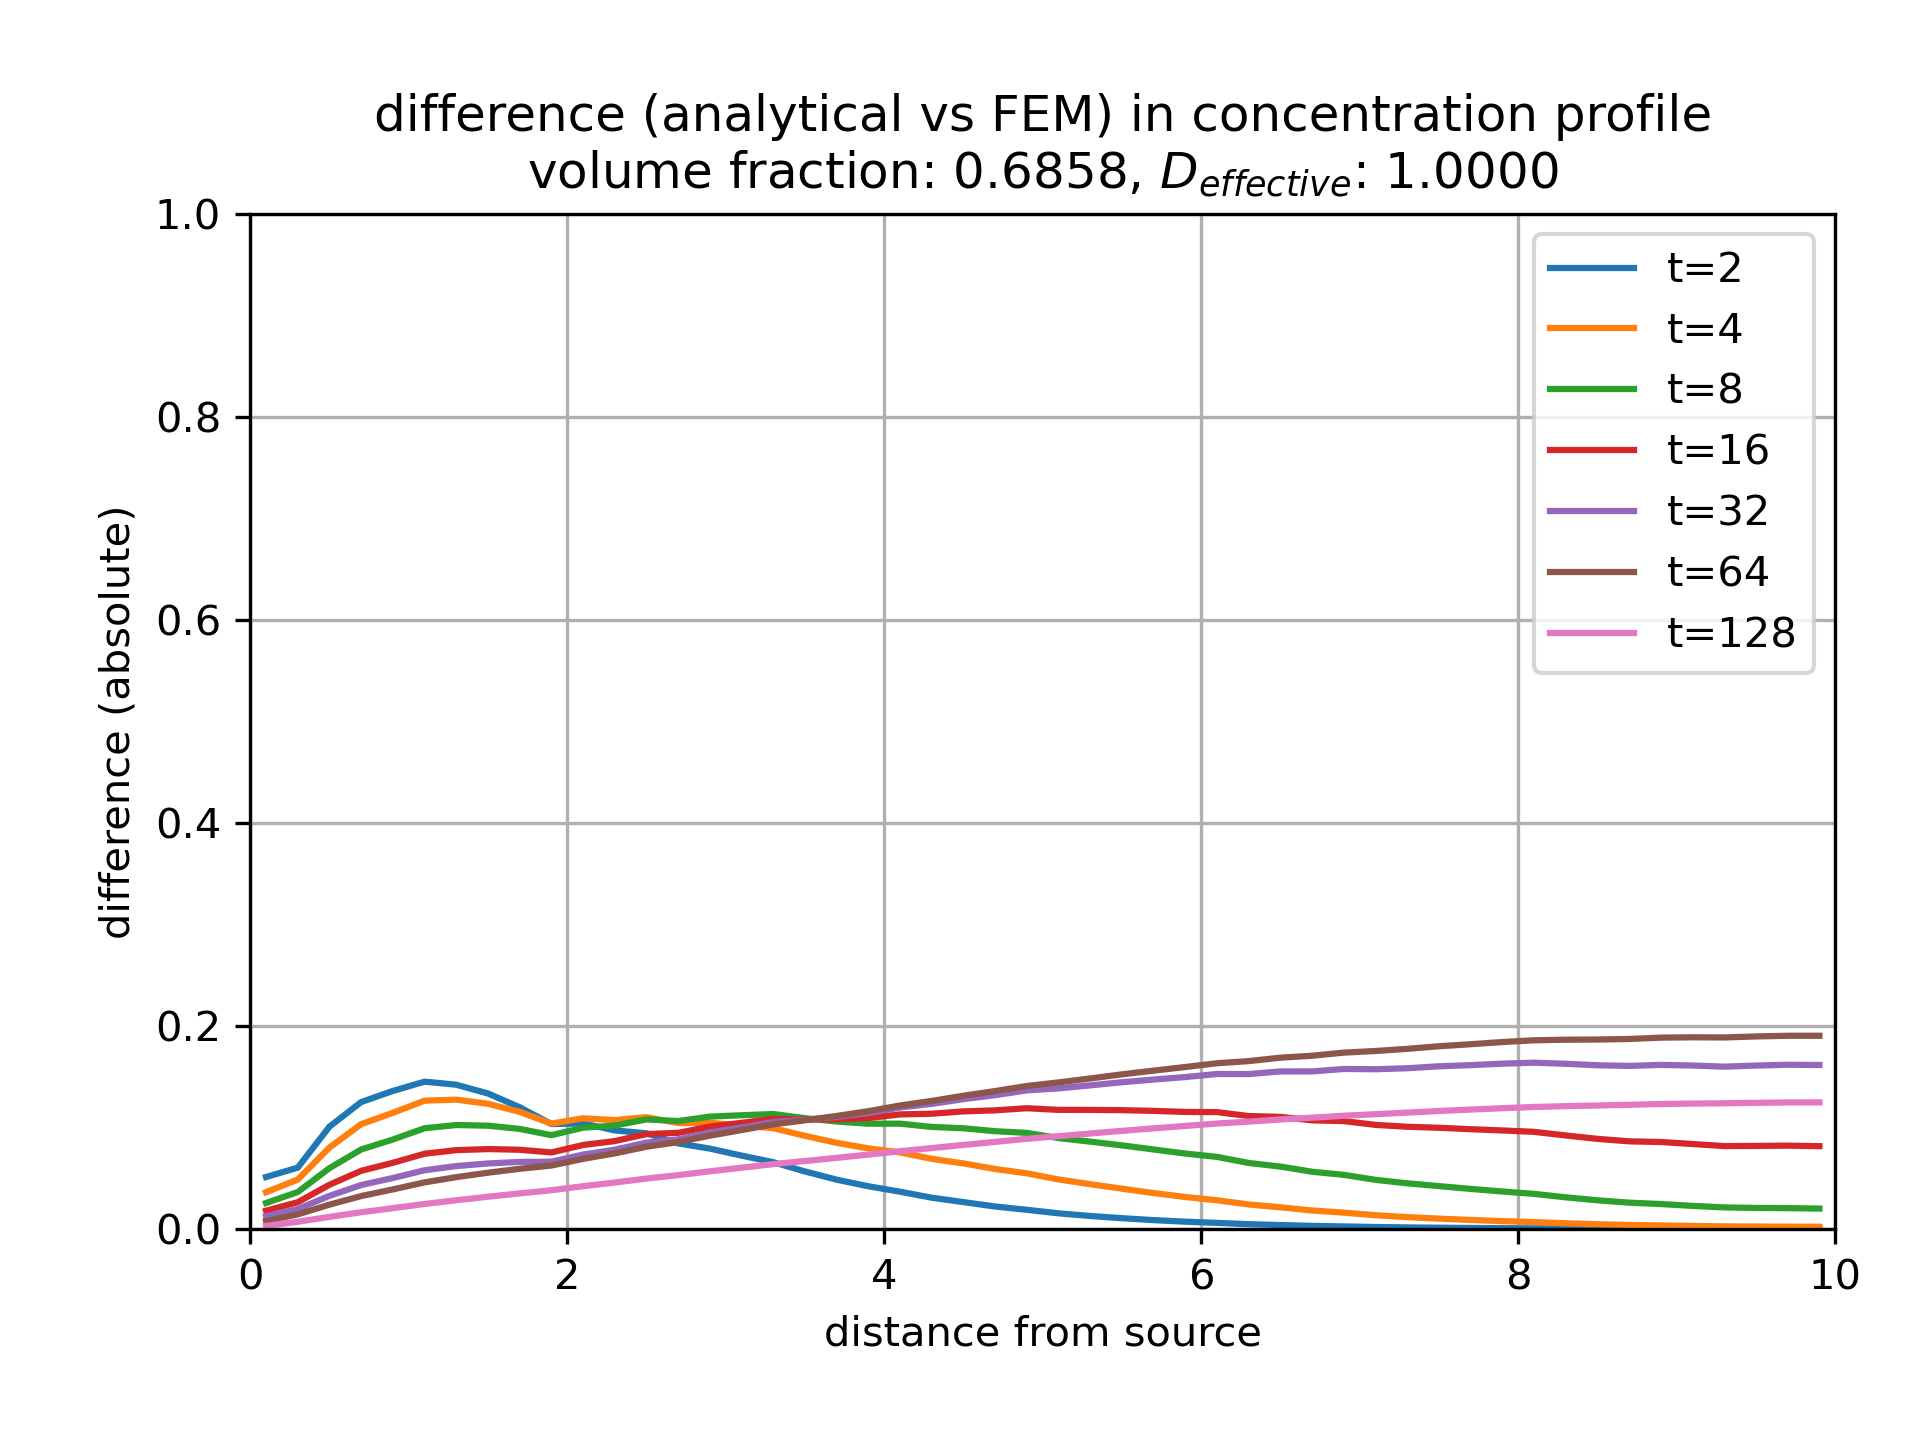 difference (analytical vs FEM) in concentration profile
volume fraction: 0.6858, D_effective: 1.0000
1.0
0.8
0.6
0.4
0.2
0.0
difference (absolute)
t=2
t=4
t=8
t=16
t=32
t=64
t=128
0 2 4 6 8 10
distance from source